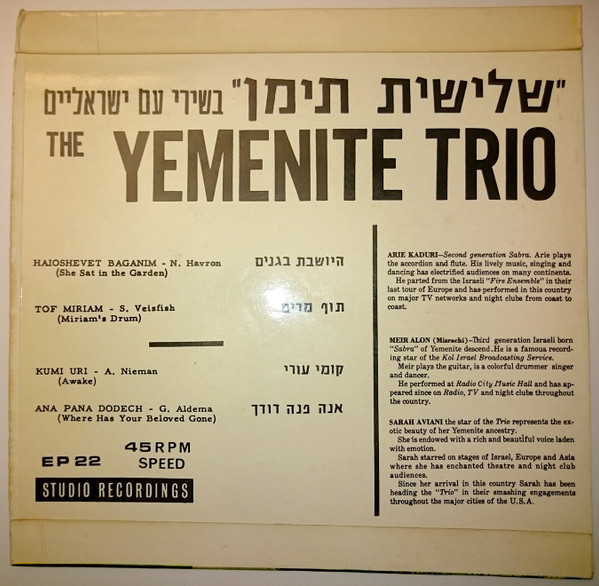 "שלישית תימן" בשירי עם ישראליים
THE YEMENITE TRIO
HAIOSHEVET BAGANIM - N. Havron היושבת בגנים
(She Sat in the Garden)
TOF MIRIAM - S. Veisfish תוף מרים
(Miriam's Drum)
KUMI URI - A. Nieman קומי עורי
(Awake)
ANA PANA DODECH - G. Aldema אנה פנה דודך
(Where Has Your Beloved Gone)
45 RPM
EP 22 SPEED
STUDIO RECORDINGS
ARIE KADURI—Second generation Sabra. Arie plays
the accordion and flute. His lively music, singing and
dancing has electrified audiences on many continents.
He parted from the Israeli "Fire Ensemble" in their
last tour of Europe and has performed in this country
on major TV networks and night clubs from coast to
coast.
MEIR ALON (Misrachi)—Third generation Israeli born
"Sabra" of Yemenite descend. He is a famous record-
ing star of the Kol Israel Broadcasting Service.
Meir plays the guitar, is a colorful drummer singer
and dancer.
He performed at Radio City Music Hall and has ap-
peared since on Radio, TV and night clubs throughout
the country.
SARAH AVIANI the star of the Trio represents the ex-
otic beauty of her Yemenite ancestry.
She is endowed with a rich and beautiful voice laden
with emotion.
Sarah starred on stages of Israel, Europe and Asia
where she has enchanted theatre and night club
audiences.
Since her arrival in this country Sarah has been
heading the "Trio" in their smashing engagements
throughout the major cities of the U.S.A.